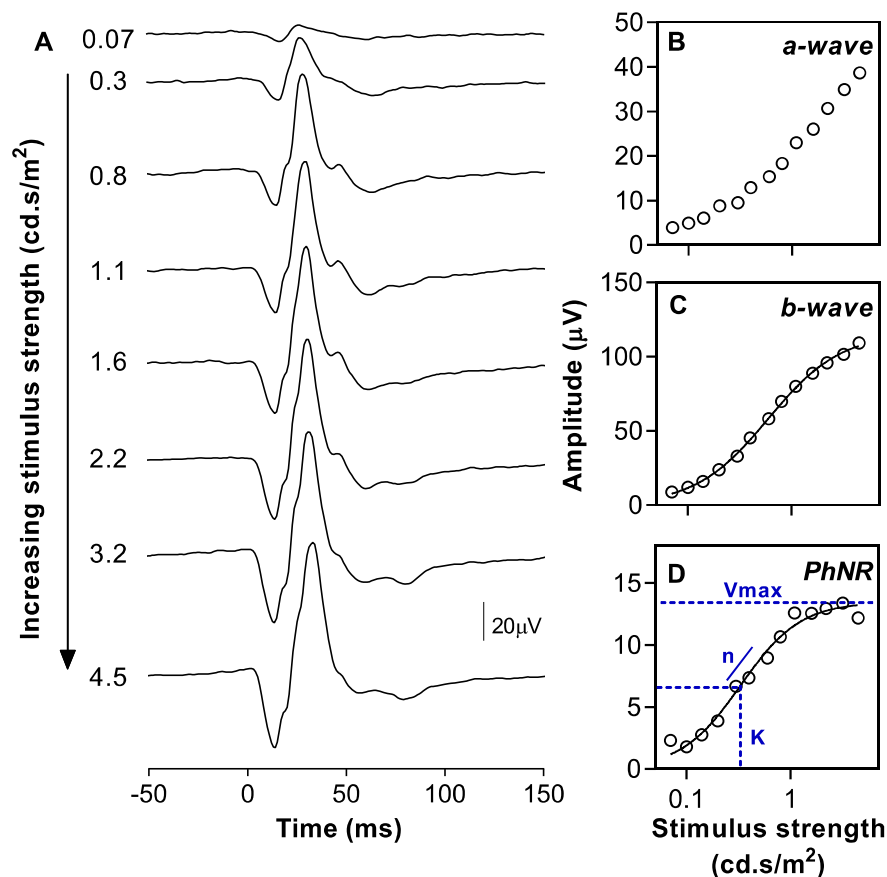 A
0.07
0.3
0.8
1.1
1.6
2.2
3.2
4.5
Increasing stimulus strength (cd.s/m²)
20μV
-50 0 50 100 150
Time (ms)
B
a-wave
50
40
30
20
10
0
C
b-wave
150
100
50
0
Amplitude (μV)
D
PhNR
Vmax
n
K
15
10
5
0
0.1 1
Stimulus strength
(cd.s/m²)